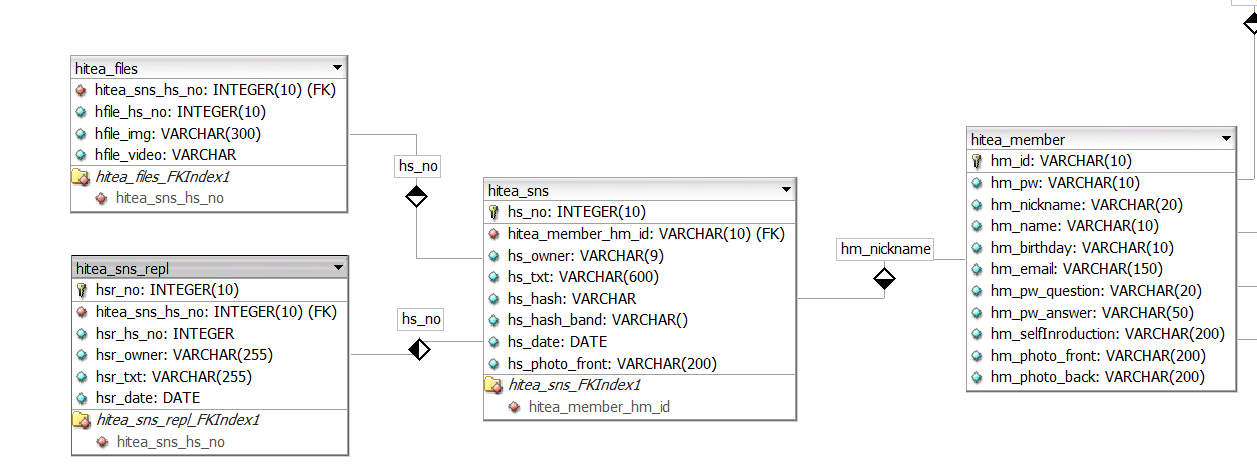 hitea_files
hitea_sns_hs_no: INTEGER(10) (FK)
hfile_hs_no: INTEGER(10)
hfile_img: VARCHAR(300)
hfile_video: VARCHAR
hitea_files_FKIndex1
hitea_sns_hs_no
hs_no
hitea_sns_repl
hsr_no: INTEGER(10)
hitea_sns_hs_no: INTEGER(10) (FK)
hsr_hs_no: INTEGER
hsr_owner: VARCHAR(255)
hsr_txt: VARCHAR(255)
hsr_date: DATE
hitea_sns_repl_FKIndex1
hitea_sns_hs_no
hs_no
hitea_sns
hs_no: INTEGER(10)
hitea_member_hm_id: VARCHAR(10) (FK)
hs_owner: VARCHAR(9)
hs_txt: VARCHAR(600)
hs_hash: VARCHAR
hs_hash_band: VARCHAR()
hs_date: DATE
hs_photo_front: VARCHAR(200)
hitea_sns_FKIndex1
hitea_member_hm_id
hm_nickname
hitea_member
hm_id: VARCHAR(10)
hm_pw: VARCHAR(10)
hm_nickname: VARCHAR(20)
hm_name: VARCHAR(10)
hm_birthday: VARCHAR(10)
hm_email: VARCHAR(150)
hm_pw_question: VARCHAR(20)
hm_pw_answer: VARCHAR(50)
hm_selfInroduction: VARCHAR(200)
hm_photo_front: VARCHAR(200)
hm_photo_back: VARCHAR(200)